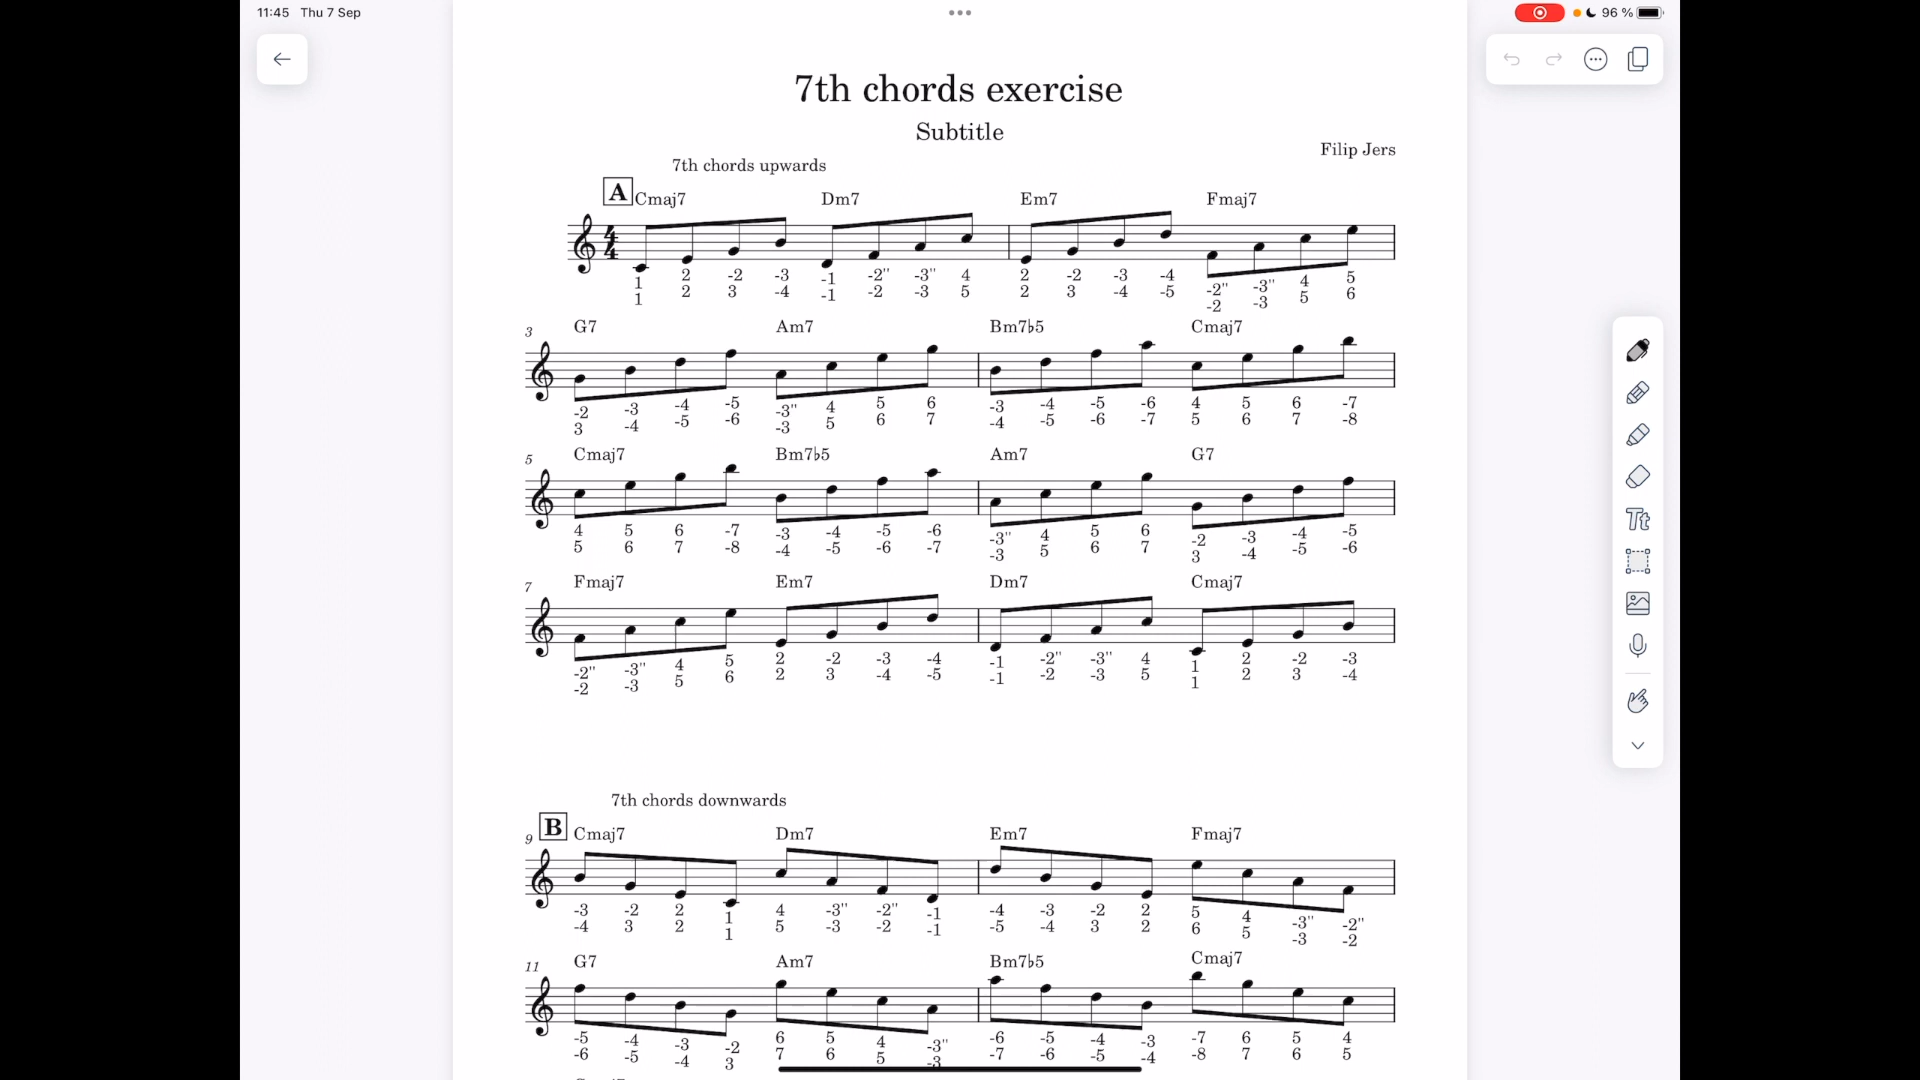 11:45 Thu 7 Sep
96 %
7th chords exercise
Subtitle
Filip Jers
7th chords upwards
A
Cmaj7 Dm7 Em7 Fmaj7
4
4
1 2 -2 -3 -1 -2" -3" 4 2 -2 -3 -4 -2" -3" 4 5
1 2 3 -4 -1 -2 -3 5 2 3 -4 -5 -2 -3 5 6
3 G7 Am7 Bm7♭5 Cmaj7
-2 -3 -4 -5 -3" 4 5 6 -3 -4 -5 -6 4 5 6 -7
3 -4 -5 -6 -3 5 6 7 -4 -5 -6 -7 5 6 7 -8
5 Cmaj7 Bm7♭5 Am7 G7
4 5 6 -7 -3 -4 -5 -6 -3" 4 5 6 -2 -3 -4 -5
5 6 7 -8 -4 -5 -6 -7 -3 5 6 7 3 -4 -5 -6
7 Fmaj7 Em7 Dm7 Cmaj7
-2" -3" 4 5 2 -2 -3 -4 -1 -2" -3" 4 1 2 -2 -3
-2 -3 5 6 2 3 -4 -5 -1 -2 -3 5 1 2 3 -4
7th chords downwards
9 B Cmaj7 Dm7 Em7 Fmaj7
-3 -2 2 1 4 -3" -2" -1 -4 -3 -2 2 5 4 -3" -2"
-4 3 2 1 5 -3 -2 -1 -5 -4 3 2 6 5 -3 -2
11 G7 Am7 Bm7♭5 Cmaj7
-5 -4 -3 -2 6 5 4 -3" -6 -5 -4 -3 -7 6 5 4
-6 -5 -4 3 7 6 5 -3 -7 -6 -5 -4 -8 7 6 5
Tt